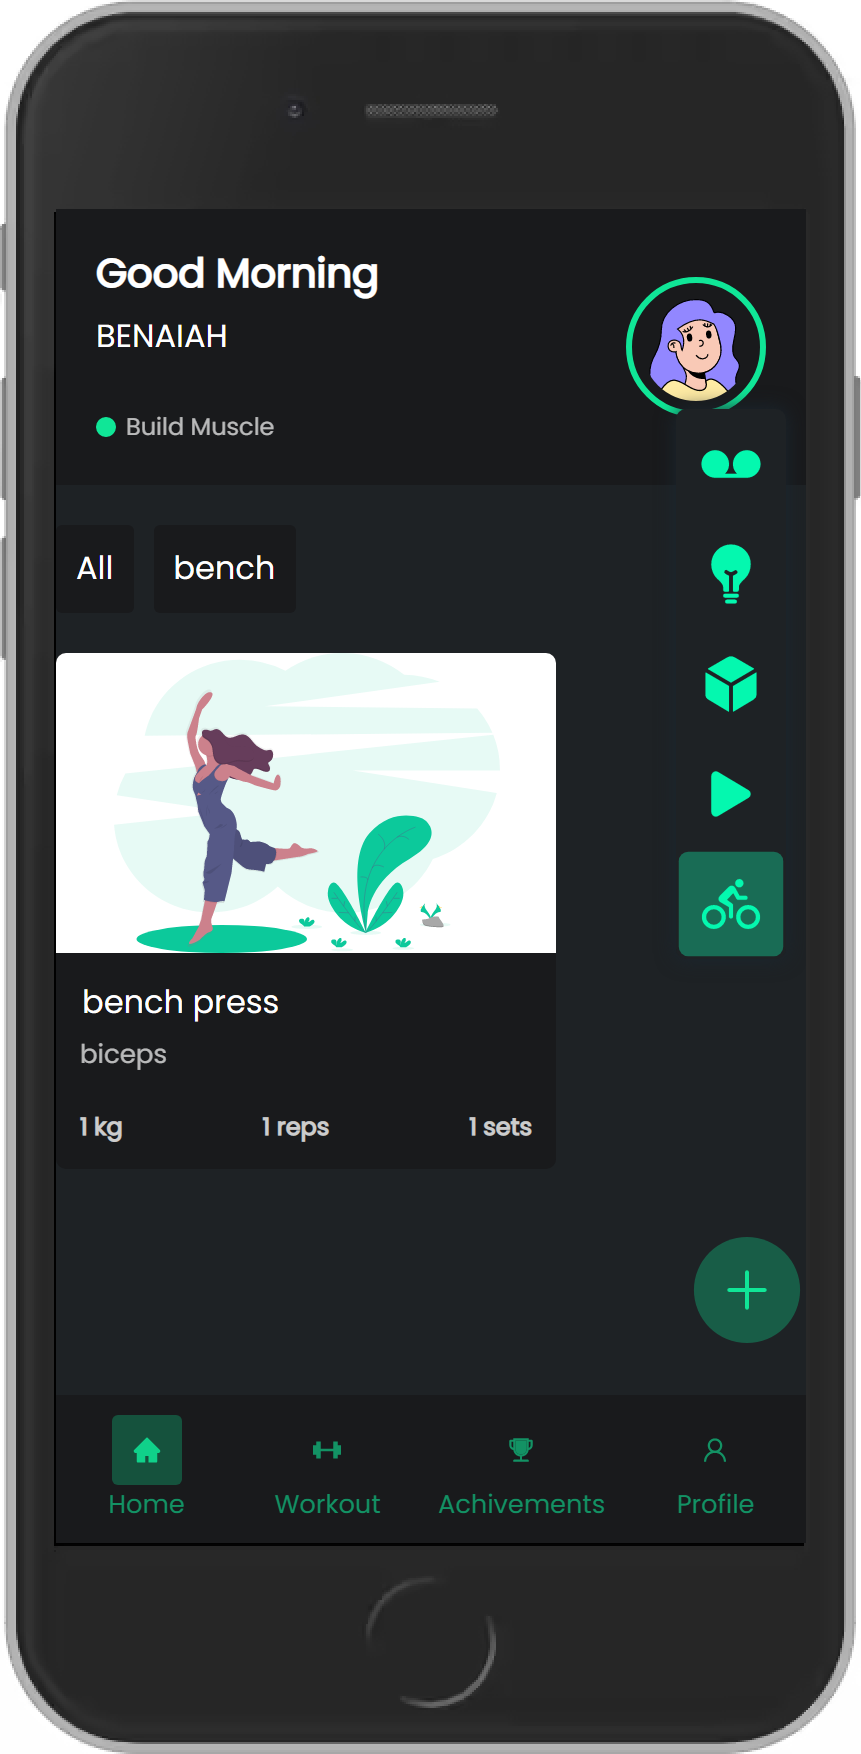 Good Morning
BENAIAH
Build Muscle
All bench
bench press
biceps
1 kg 1 reps 1 sets
Home Workout Achivements Profile